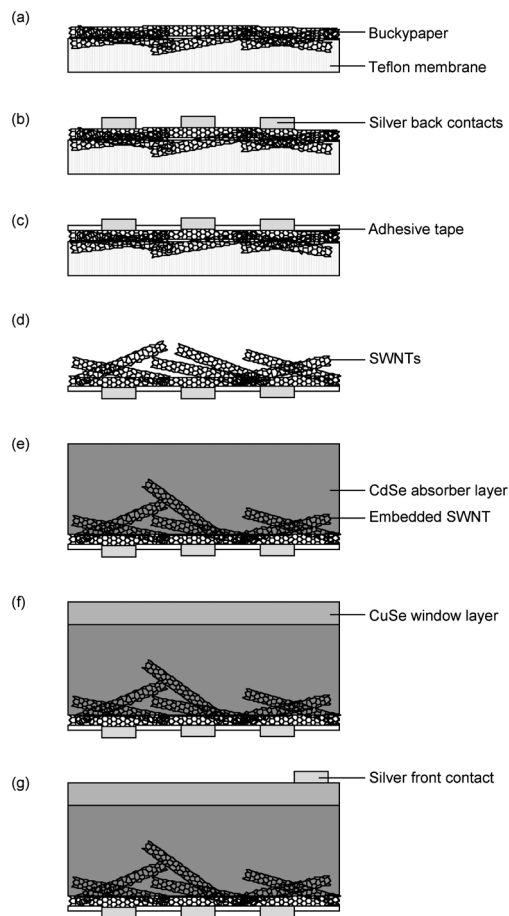 (a)
Buckypaper
Teflon membrane
(b)
Silver back contacts
(c)
Adhesive tape
(d)
SWNTs
(e)
CdSe absorber layer
Embedded SWNT
(f)
CuSe window layer
(g)
Silver front contact